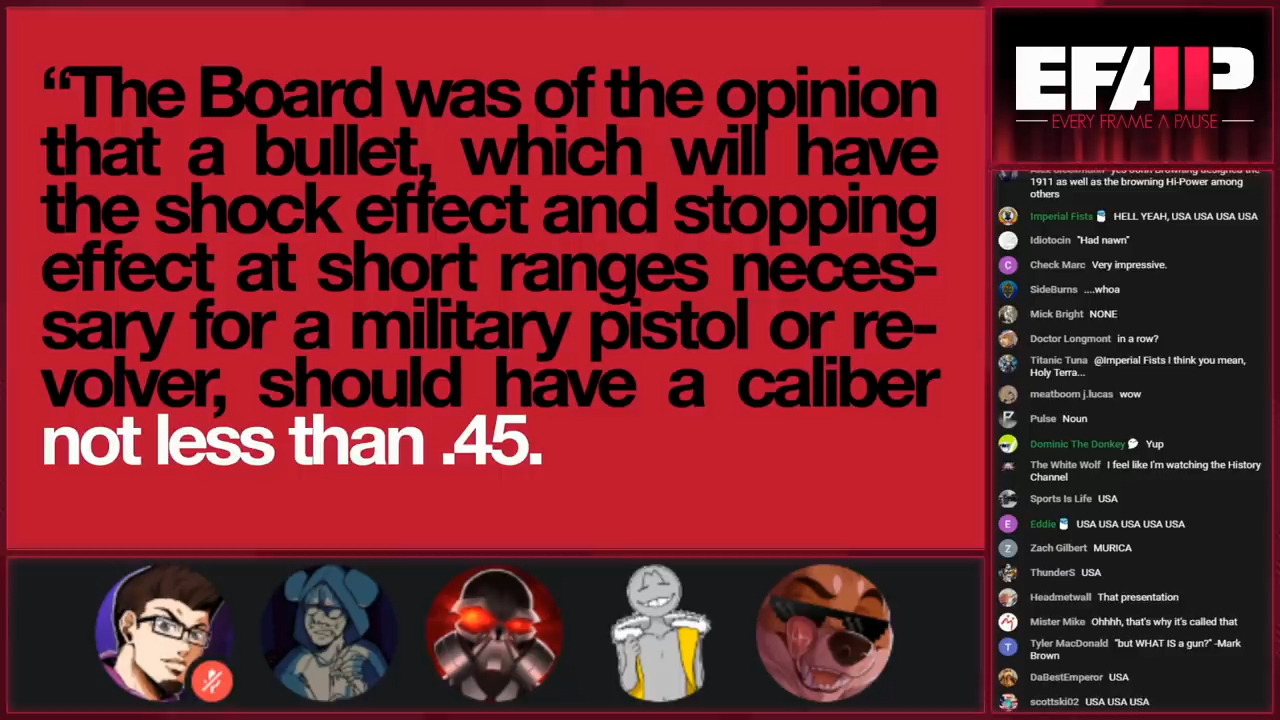 “The Board was of the opinion
that a bullet, which will have
the shock effect and stopping
effect at short ranges neces-
sary for a military pistol or re-
volver, should have a caliber
not less than .45.
EFAP
EVERY FRAME A PAUSE
1911 as well as the browning Hi-Power among
others
Imperial Fists HELL YEAH, USA USA USA USA
Idiotocin "Had nawn"
C Check Marc Very impressive.
SideBurns ....whoa
Mick Bright NONE
Doctor Longmont in a row?
Titanic Tuna @Imperial Fists I think you mean,
Holy Terra...
meatboom j.lucas wow
Pulse Noun
Dominic The Donkey Yup
The White Wolf I feel like I'm watching the History
Channel
Sports Is Life USA
E Eddie USA USA USA USA USA
Z Zach Gilbert MURICA
ThunderS USA
Headmetwall That presentation
Mister Mike Ohhhh, that's why it's called that
T Tyler MacDonald "but WHAT IS a gun?" -Mark
Brown
DaBestEmperor USA
scottski02 USA USA USA